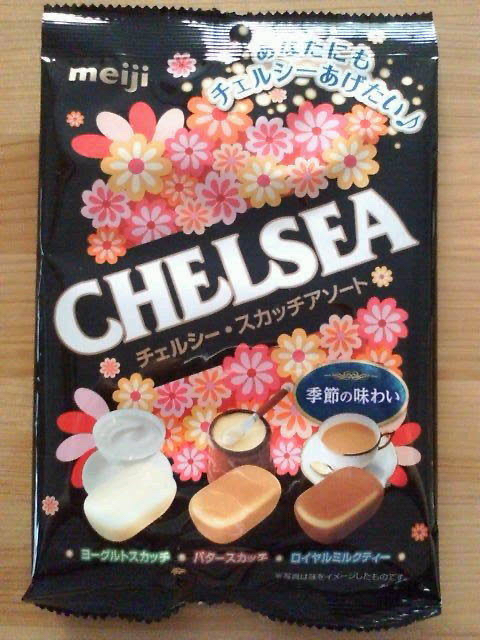 meiji
あなたにも
チェルシーあげたい♪
CHELSEA
チェルシー・スカッチアソート
季節の味わい
・ヨーグルトスカッチ ・バタースカッチ ・ロイヤルミルクティー
※写真は味をイメージしたものです。